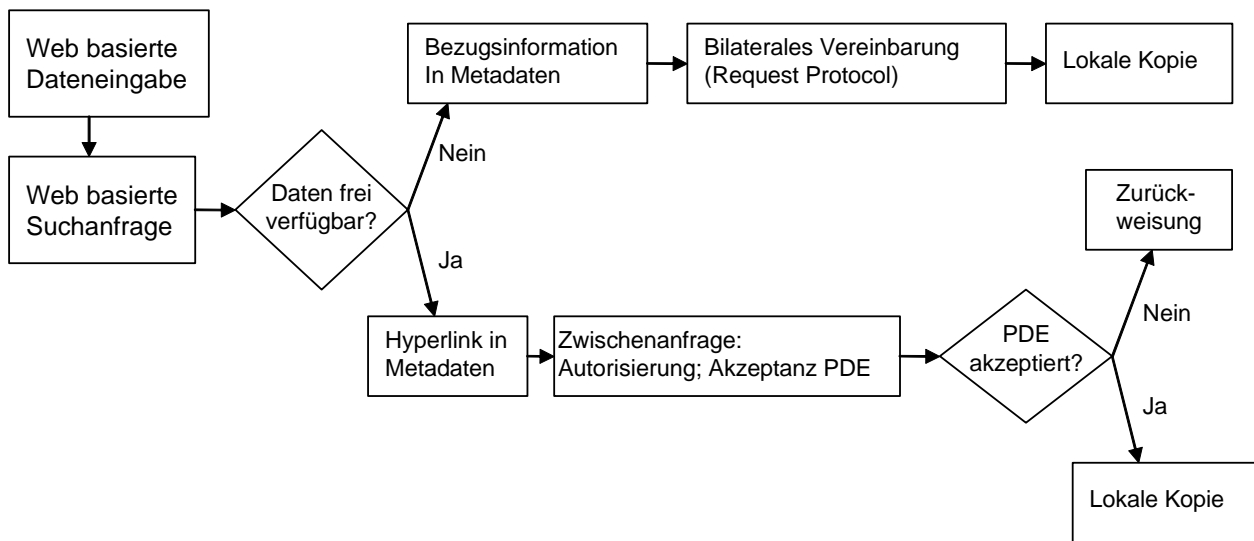 Web basierte
Dateneingabe
Web basierte
Suchanfrage
Daten frei
verfügbar?
Nein
Bezugsinformation
In Metadaten
Bilaterales Vereinbarung
(Request Protocol)
Lokale Kopie
Ja
Hyperlink in
Metadaten
Zwischenanfrage:
Autorisierung; Akzeptanz PDE
PDE
akzeptiert?
Nein
Zurück-
weisung
Ja
Lokale Kopie